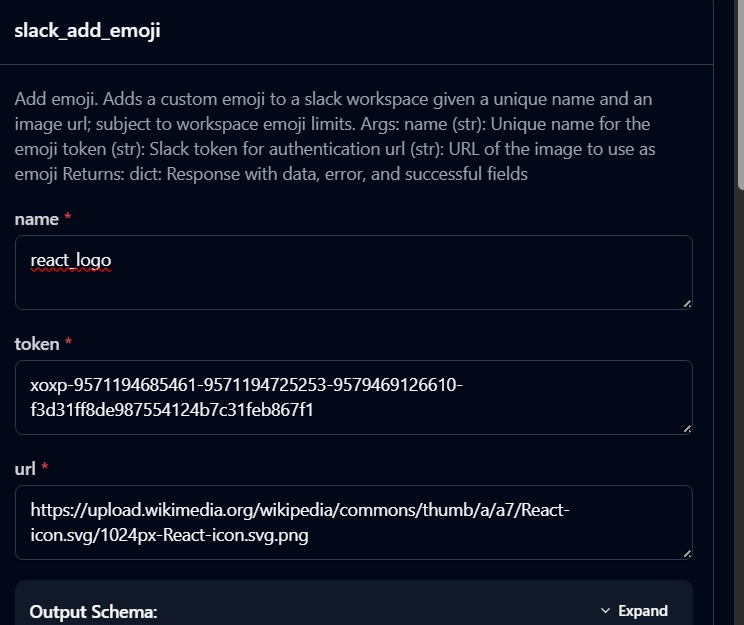 slack_add_emoji
Add emoji. Adds a custom emoji to a slack workspace given a unique name and an
image url; subject to workspace emoji limits. Args: name (str): Unique name for the
emoji token (str): Slack token for authentication url (str): URL of the image to use as
emoji Returns: dict: Response with data, error, and successful fields
name *
react_logo
token *
xoxp-9571194685461-9571194725253-9579469126610-
f3d31ff8de987554124b7c31feb867f1
url *
https://upload.wikimedia.org/wikipedia/commons/thumb/a/a7/React-
icon.svg/1024px-React-icon.svg.png
Output Schema: Expand